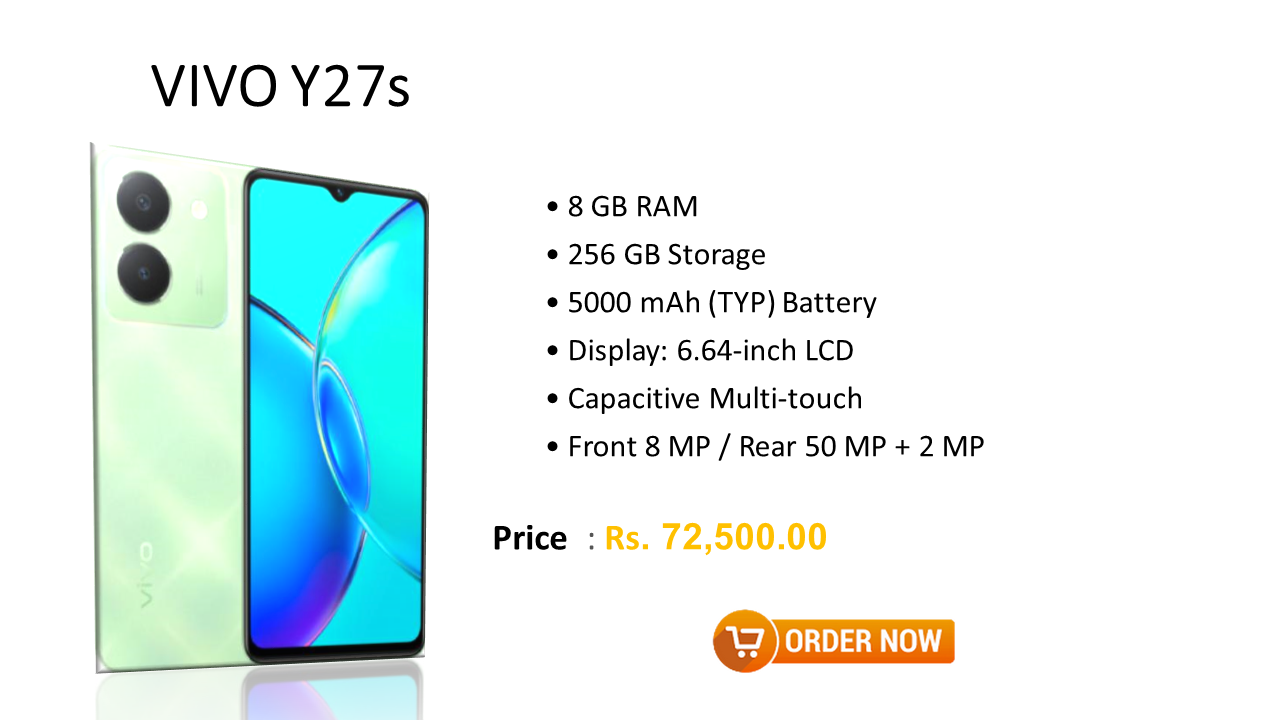 VIVO Y27s
• 8 GB RAM
• 256 GB Storage
• 5000 mAh (TYP) Battery
• Display: 6.64-inch LCD
• Capacitive Multi-touch
• Front 8 MP / Rear 50 MP + 2 MP
Price : Rs. 72,500.00
ORDER NOW
vivo